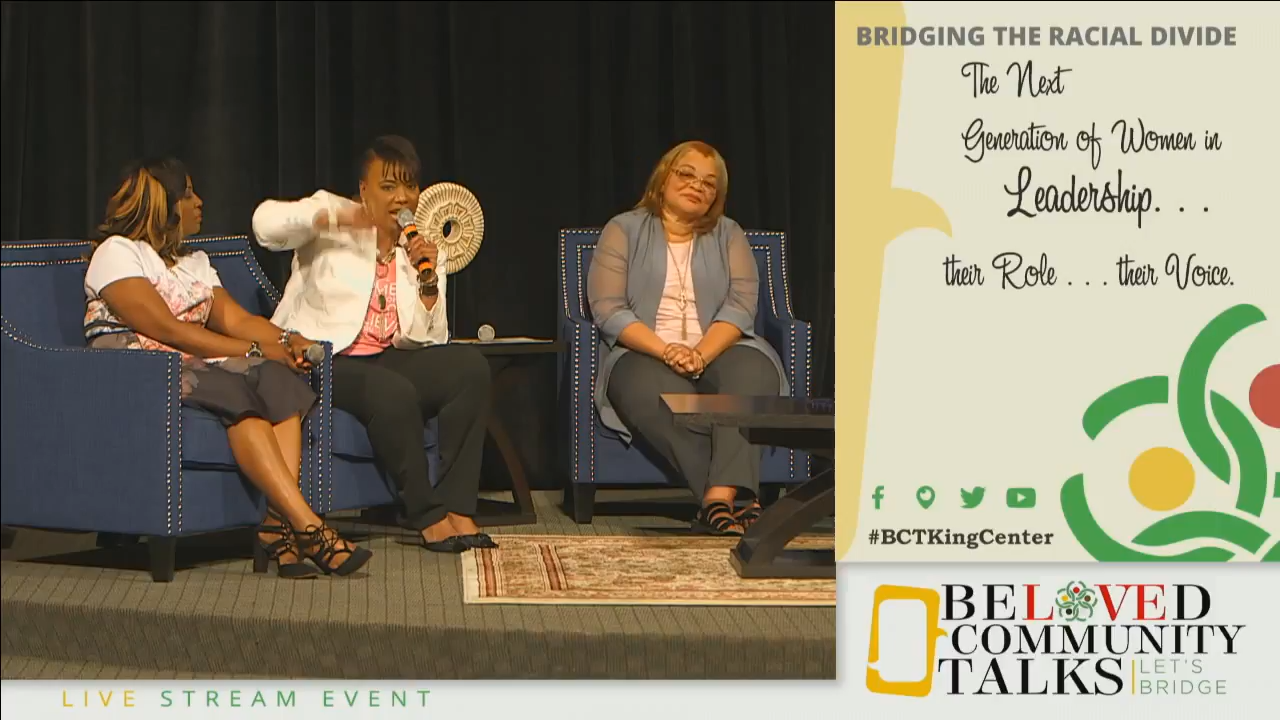 BRIDGING THE RACIAL DIVIDE
The Next
Generation of Women in
Leadership. . .
their Role . . . their Voice.
#BCTKingCenter
BELOVED
COMMUNITY
TALKS
LET'S
BRIDGE
LIVE STREAM EVENT